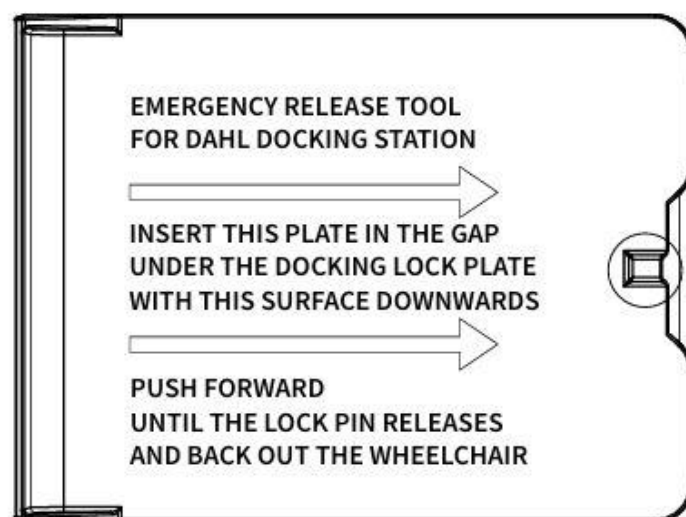 EMERGENCY RELEASE TOOL
FOR DAHL DOCKING STATION
INSERT THIS PLATE IN THE GAP
UNDER THE DOCKING LOCK PLATE
WITH THIS SURFACE DOWNWARDS
PUSH FORWARD
UNTIL THE LOCK PIN RELEASES
AND BACK OUT THE WHEELCHAIR